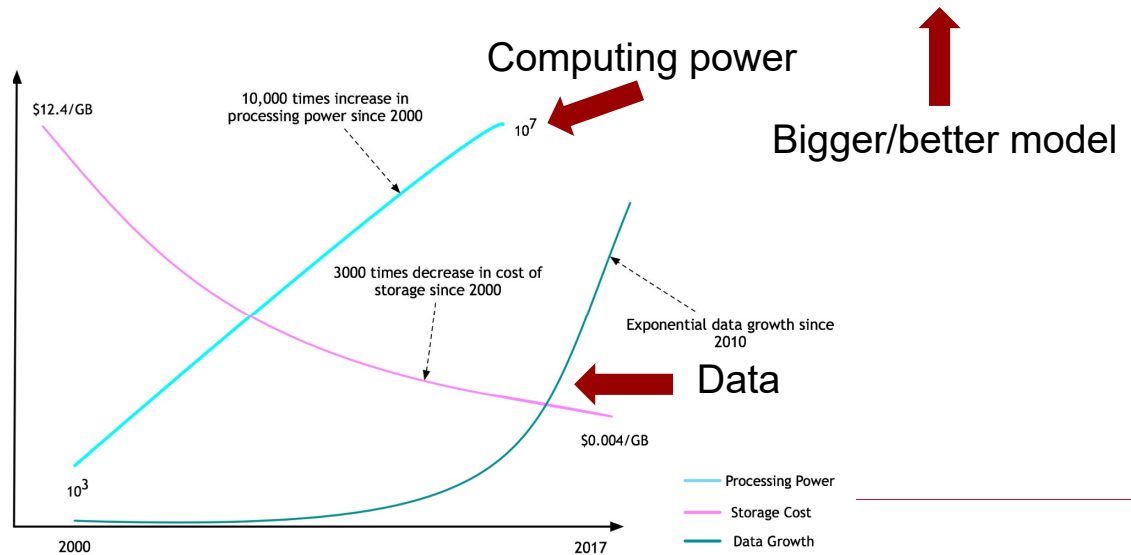 Computing power
$12.4/GB
10,000 times increase in
processing power since 2000
10^7
Bigger/better model
3000 times decrease in cost of
storage since 2000
Exponential data growth since
2010
Data
$0.004/GB
10^3
Processing Power
Storage Cost
Data Growth
2000
2017